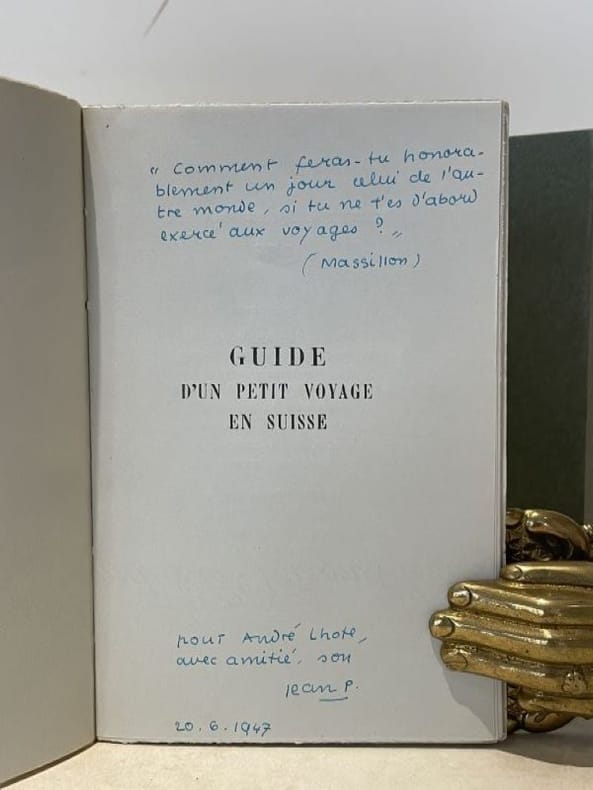 « Comment feras-tu honora-
blement un jour celui de l'au-
tre monde, si tu ne t'es d'abord
exercé aux voyages ? »
(Massillon)
GUIDE
D'UN PETIT VOYAGE
EN SUISSE
pour André Lhote,
avec amitié. son
Jean P.
20.6.1947